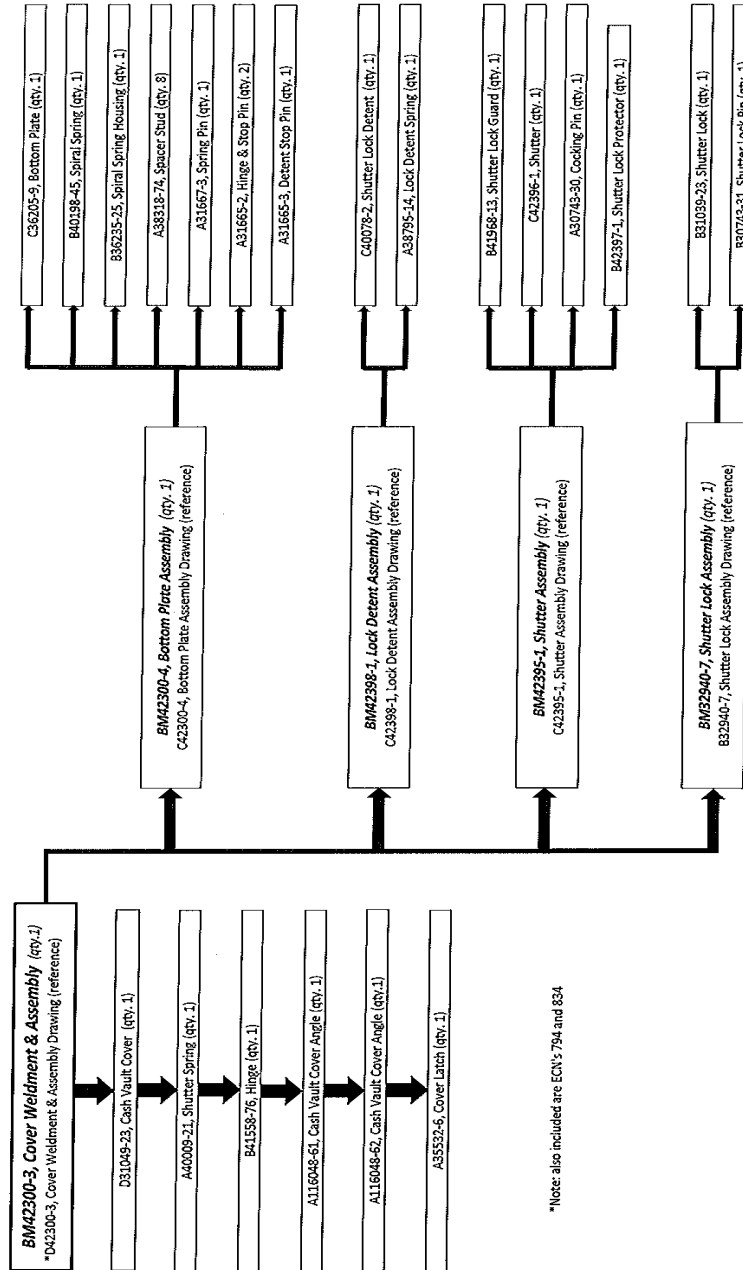 BM42300-3, Cover Weldment & Assembly (qty.1)
*D42300-3, Cover Weldment & Assembly Drawing (reference)
D31049-23, Cash Vault Cover (qty. 1)
A40009-21, Shutter Spring (qty. 1)
B41558-76, Hinge (qty. 1)
A116048-61, Cash Vault Cover Angle (qty. 1)
A116048-62, Cash Vault Cover Angle (qty.1)
A35532-6, Cover Latch (qty. 1)
*Note: also included are ECN's 794 and 834
BM42300-4, Bottom Plate Assembly (qty. 1)
C42300-4, Bottom Plate Assembly Drawing (reference)
C36205-9, Bottom Plate (qty. 1)
B40198-45, Spiral Spring (qty. 1)
B36235-25, Spiral Spring Housing (qty. 1)
A38318-74, Spacer Stud (qty. 8)
A31667-3, Spring Pin (qty. 1)
A31665-2, Hinge & Stop Pin (qty. 2)
A31665-3, Detent Stop Pin (qty. 1)
BM42398-1, Lock Detent Assembly (qty. 1)
C42398-1, Lock Detent Assembly Drawing (reference)
C40078-2, Shutter Lock Detent (qty. 1)
A38795-14, Lock Detent Spring (qty. 1)
BM42395-1, Shutter Assembly (qty. 1)
C42395-1, Shutter Assembly Drawing (reference)
B41968-13, Shutter Lock Guard (qty. 1)
C42396-1, Shutter (qty. 1)
A30743-30, Cocking Pin (qty. 1)
B42397-1, Shutter Lock Protector (qty. 1)
BM32940-7, Shutter Lock Assembly (qty. 1)
B32940-7, Shutter Lock Assembly Drawing (reference)
B31039-23, Shutter Lock (qty. 1)
B30743-31, Shutter Lock Pin (qty. 1)